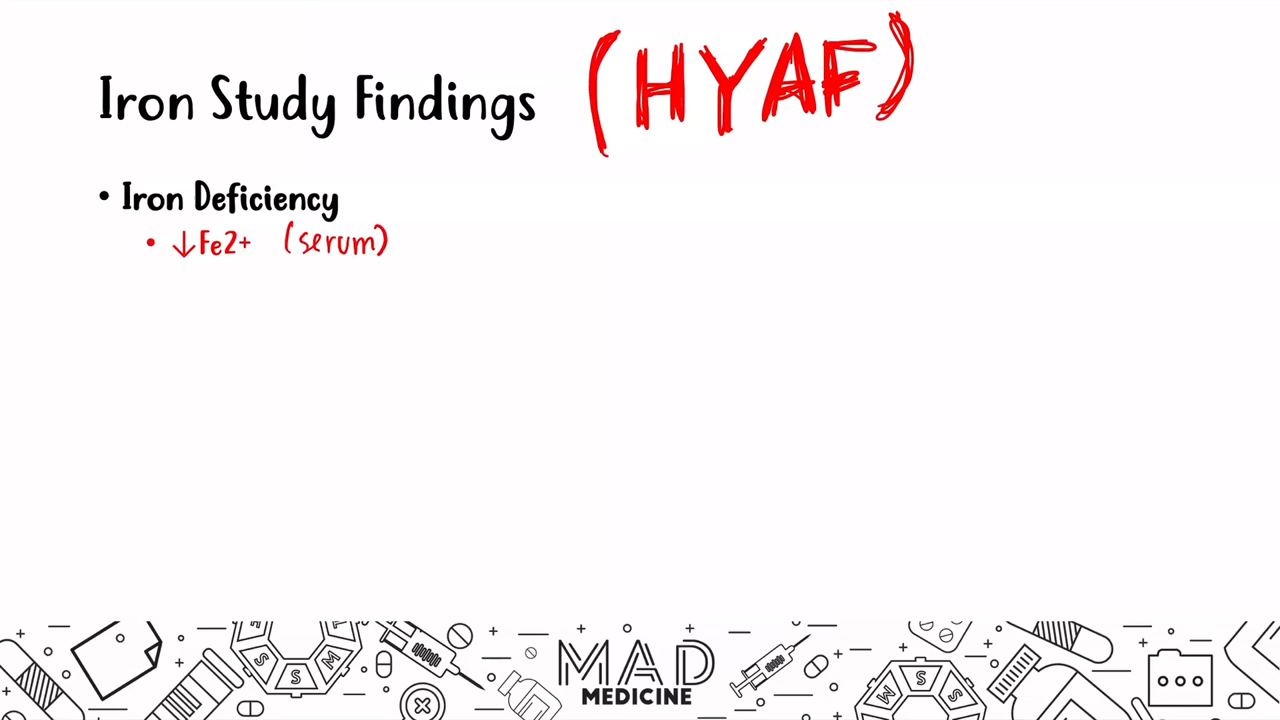 Iron Study Findings (HYAF)
• Iron Deficiency
• ↓Fe2+ (serum)
MAD
MEDICINE